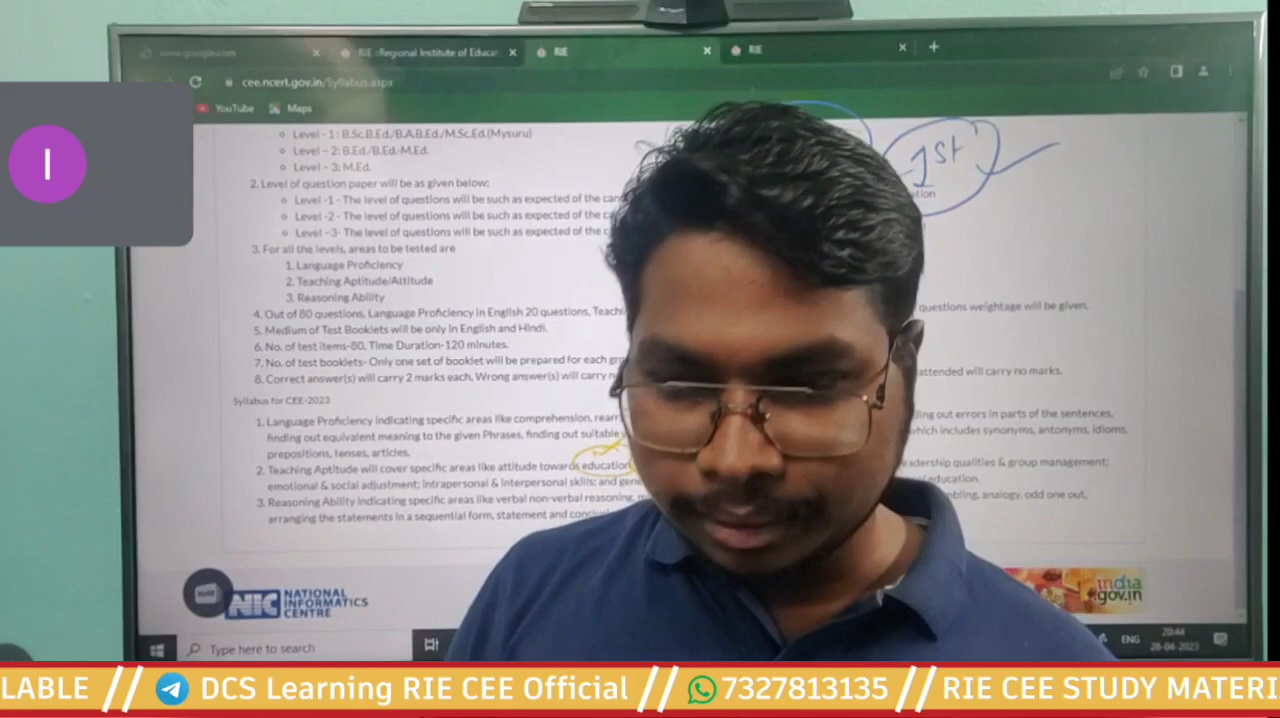 www.google.com
RIE :Regional Institute of Educat
RIE
RIE
cee.ncert.gov.in/Syllabus.aspx
YouTube
Maps
I
Level - 1: B.Sc.B.Ed./B.A.B.Ed./M.Sc.Ed.(Mysuru)
Level - 2: B.Ed./B.Ed.-M.Ed.
Level - 3: M.Ed.
1st
2. Level of question paper will be as given below:
Level -1 - The level of questions will be such as expected of the
Level -2 - The level of questions will be such as expected of the
Level -3- The level of questions will be such as expected of the
3. For all the levels, areas to be tested are
1. Language Proficiency
2. Teaching Aptitude/Attitude
3. Reasoning Ability
4. Out of 80 questions, Language Proficiency in English 20 questions, questions weightage will be given.
5. Medium of Test Booklets will be only in English and Hindi.
6. No. of test items-80, Time Duration-120 minutes.
7. No. of test booklets- Only one set of booklet will be prepared for each
8. Correct answer(s) will carry 2 marks each, Wrong answer(s) will carry attended will carry no marks.
Syllabus for CEE-2023
1. Language Proficiency indicating specific areas like comprehension, out errors in parts of the sentences,
finding out equivalent meaning to the given Phrases, finding out suitable which includes synonyms, antonyms, idioms,
prepositions, tenses, articles.
2. Teaching Aptitude will cover specific areas like attitude towards education qualities & group management;
emotional & social adjustment; intrapersonal & interpersonal skills; and education.
3. Reasoning Ability indicating specific areas like verbal non-verbal reasoning, analogy, odd one out,
arranging the statements in a sequential form, statement and
NIC NATIONAL
INFORMATICS
CENTRE
india
.gov.in
Type here to search
ENG
20:44
28-04-2023
LABLE // DCS Learning RIE CEE Official // 7327813135 // RIE CEE STUDY MATERI